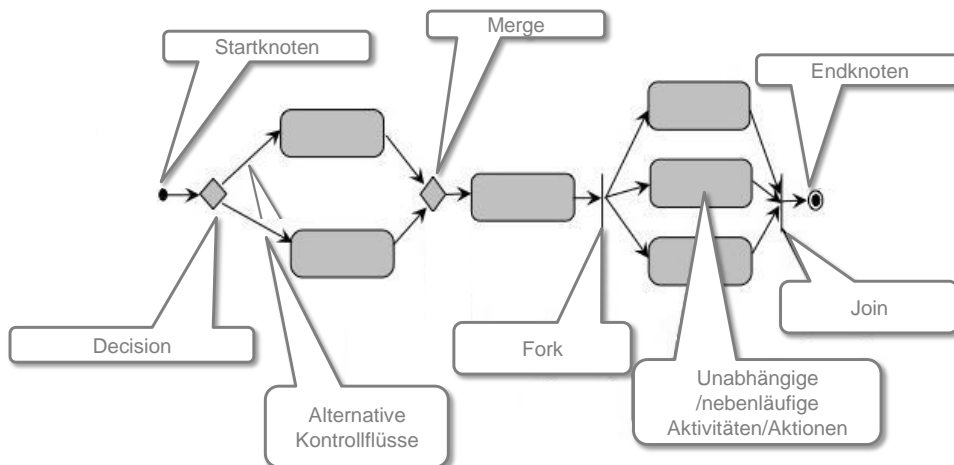 Merge
Startknoten
Endknoten
Decision
Fork
Join
Alternative
Kontrollflüsse
Unabhängige
/nebenläufige
Aktivitäten/Aktionen